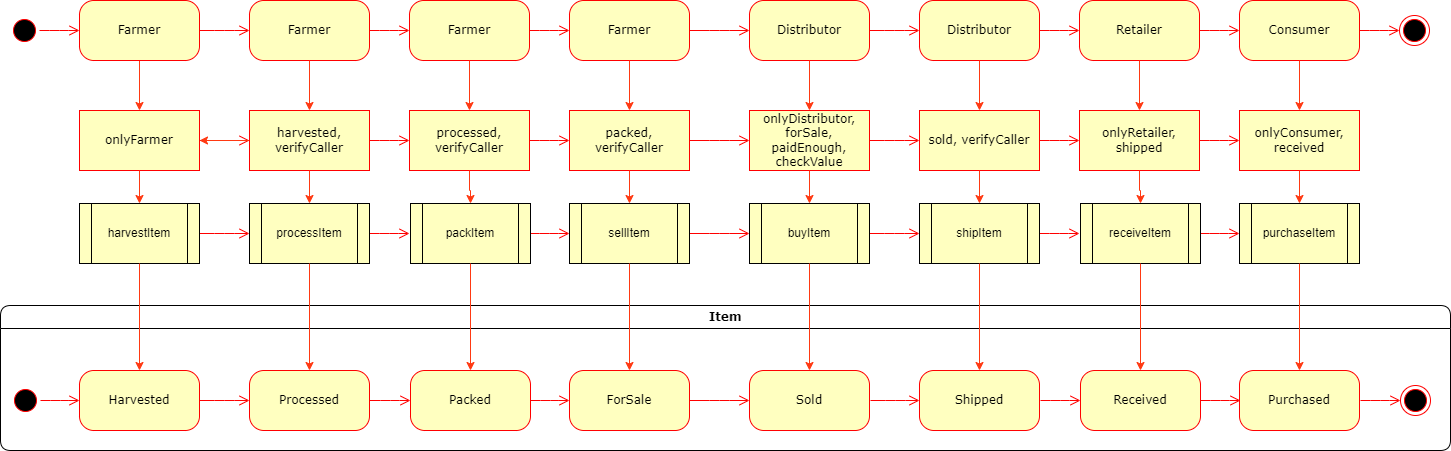 Farmer
Farmer
Farmer
Farmer
Distributor
Distributor
Retailer
Consumer
onlyFarmer
harvested,
verifyCaller
processed,
verifyCaller
packed,
verifyCaller
onlyDistributor,
forSale,
paidEnough,
checkValue
sold, verifyCaller
onlyRetailer,
shipped
onlyConsumer,
received
harvestItem
processItem
packItem
sellItem
buyItem
shipItem
receiveItem
purchaseItem
Item
Harvested
Processed
Packed
ForSale
Sold
Shipped
Received
Purchased